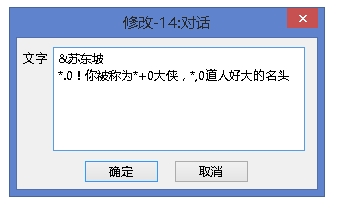 修改-14:对话
文字
&苏东坡
*.0！你被称为*+0大侠，*,0道人好大的名头
确定
取消